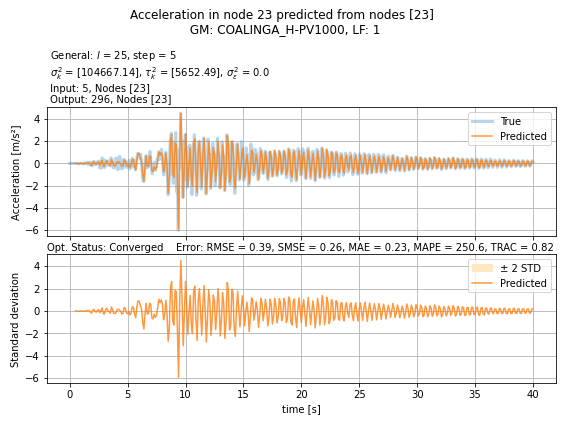 Acceleration in node 23 predicted from nodes [23]
GM: COALINGA_H-PV1000, LF: 1
General: l = 25, step = 5
σ²ₖ = [104667.14], τ²ₖ = [5652.49], σ²ε = 0.0
Input: 5, Nodes [23]
Output: 296, Nodes [23]
True
Predicted
Acceleration [m/s²]
4
2
0
−2
−4
−6
Opt. Status: Converged Error: RMSE = 0.39, SMSE = 0.26, MAE = 0.23, MAPE = 250.6, TRAC = 0.82
± 2 STD
Predicted
Standard deviation
4
2
0
−2
−4
−6
0 5 10 15 20 25 30 35 40
time [s]